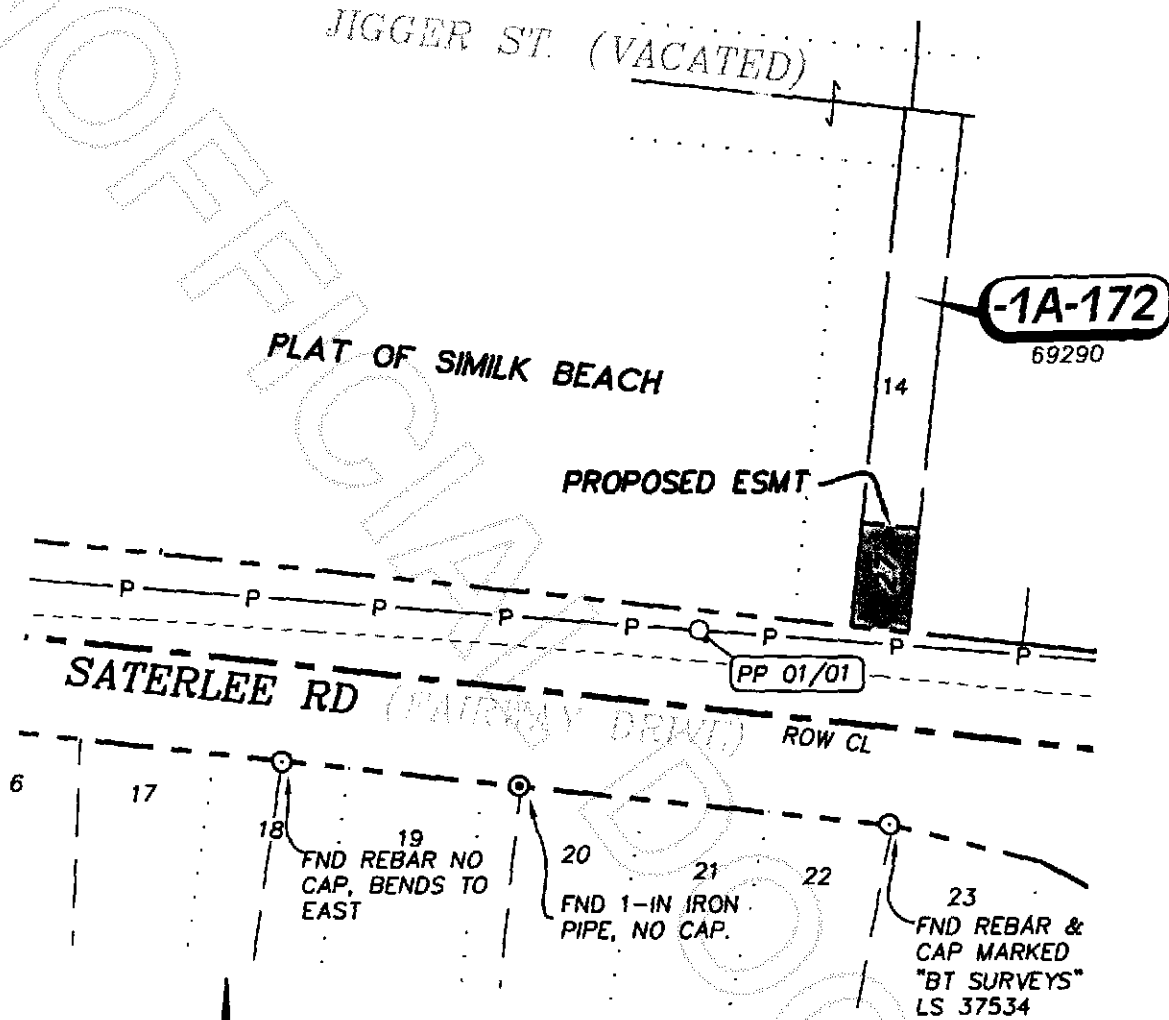 JIGGER ST. (VACATED)
-1A-172
69290
PLAT OF SIMILK BEACH
14
PROPOSED ESMT
P P P P P P P P
PP 01/01
SATERLEE RD (FAIRWAY DRIVE)
ROW CL
6
17
18
19
20
21
22
23
FND REBAR NO
CAP, BENDS TO
EAST
FND 1-IN IRON
PIPE, NO CAP.
FND REBAR &
CAP MARKED
"BT SURVEYS"
LS 37534